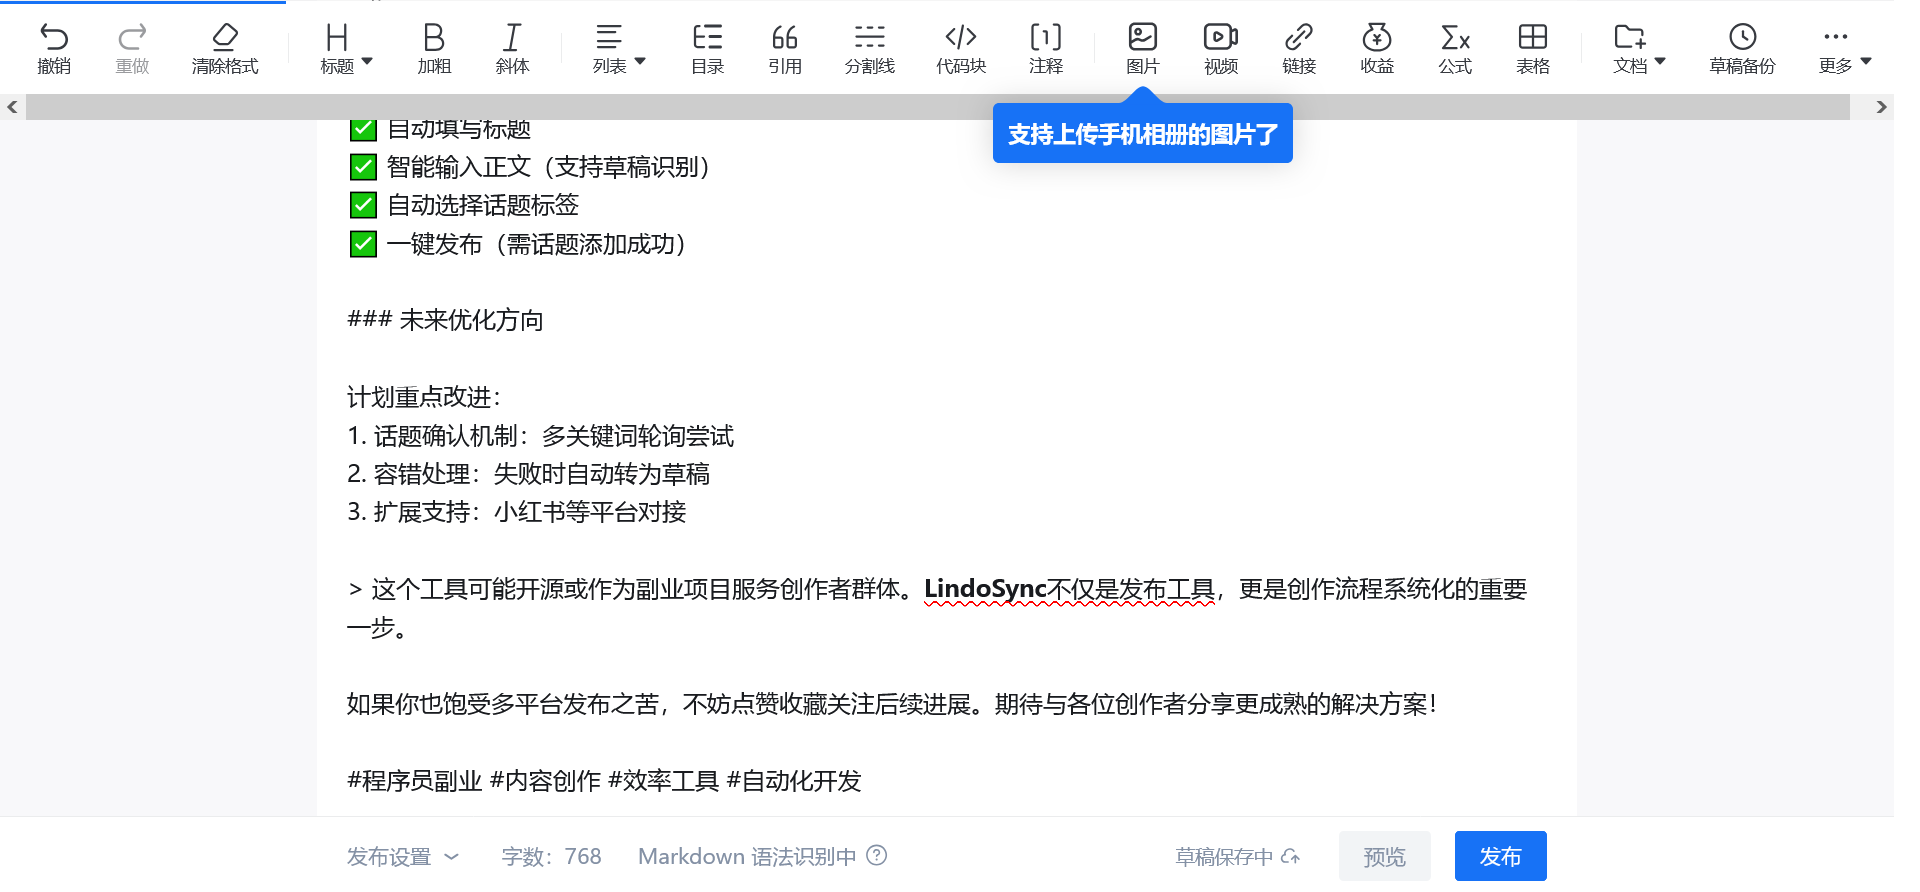 撤销 重做 清除格式 标题 加粗 斜体 列表 目录 引用 分割线 代码块 注释 图片 视频 链接 收益 公式 表格 文档 草稿备份 更多
支持上传手机相册的图片了
✅ 自动填写标题
✅ 智能输入正文（支持草稿识别）
✅ 自动选择话题标签
✅ 一键发布（需话题添加成功）
### 未来优化方向
计划重点改进：
1. 话题确认机制：多关键词轮询尝试
2. 容错处理：失败时自动转为草稿
3. 扩展支持：小红书等平台对接
> 这个工具可能开源或作为副业项目服务创作者群体。LindoSync不仅是发布工具，更是创作流程系统化的重要
一步。
如果你也饱受多平台发布之苦，不妨点赞收藏关注后续进展。期待与各位创作者分享更成熟的解决方案！
#程序员副业 #内容创作 #效率工具 #自动化开发
发布设置 字数：768 Markdown 语法识别中 草稿保存中 预览 发布